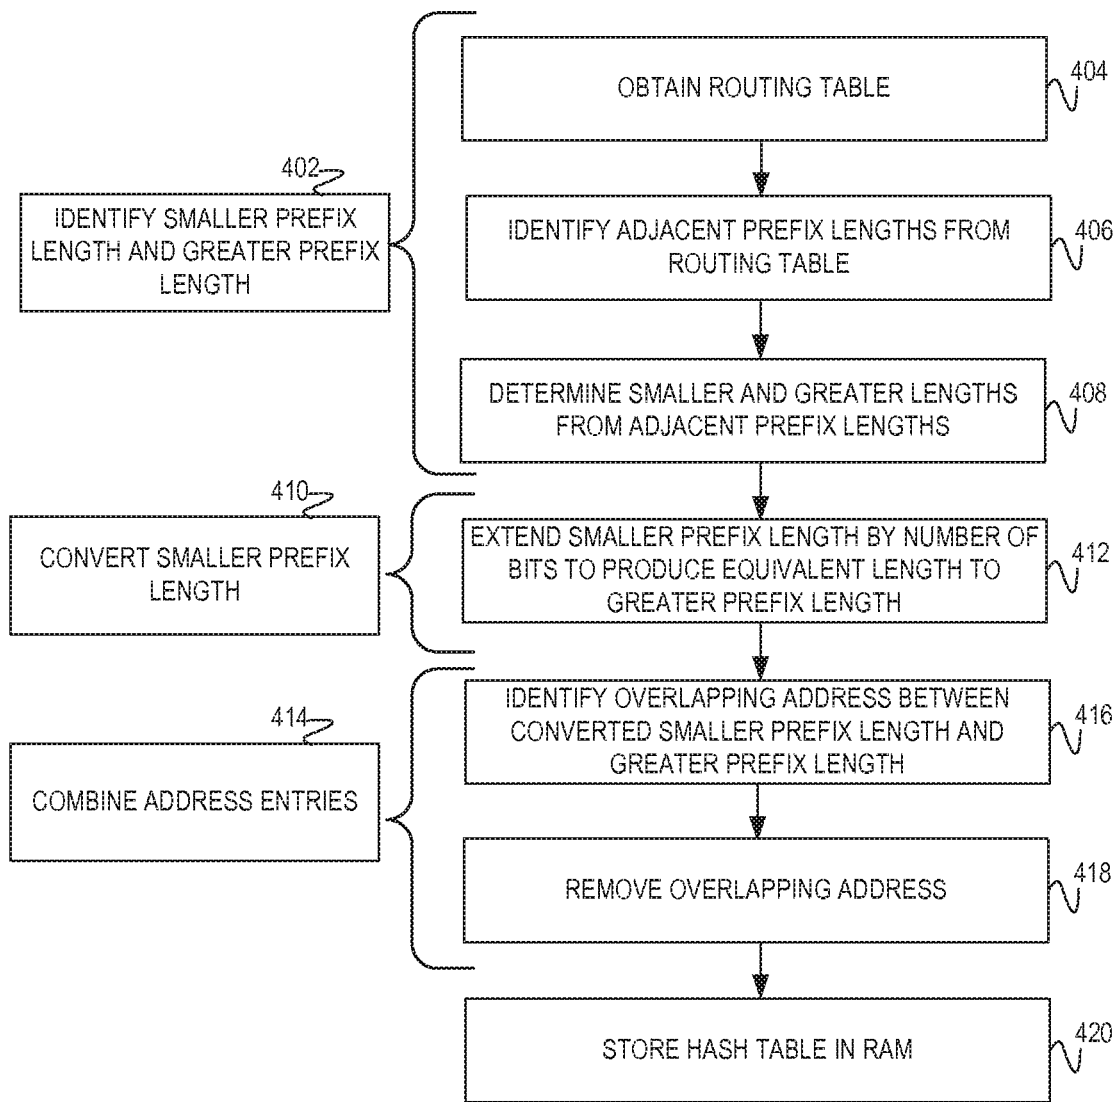 OBTAIN ROUTING TABLE
404
402
IDENTIFY SMALLER PREFIX
LENGTH AND GREATER PREFIX
LENGTH
IDENTIFY ADJACENT PREFIX LENGTHS FROM
ROUTING TABLE
406
DETERMINE SMALLER AND GREATER LENGTHS
FROM ADJACENT PREFIX LENGTHS
408
410
CONVERT SMALLER PREFIX
LENGTH
EXTEND SMALLER PREFIX LENGTH BY NUMBER OF
BITS TO PRODUCE EQUIVALENT LENGTH TO
GREATER PREFIX LENGTH
412
414
COMBINE ADDRESS ENTRIES
IDENTIFY OVERLAPPING ADDRESS BETWEEN
CONVERTED SMALLER PREFIX LENGTH AND
GREATER PREFIX LENGTH
416
REMOVE OVERLAPPING ADDRESS
418
STORE HASH TABLE IN RAM
420